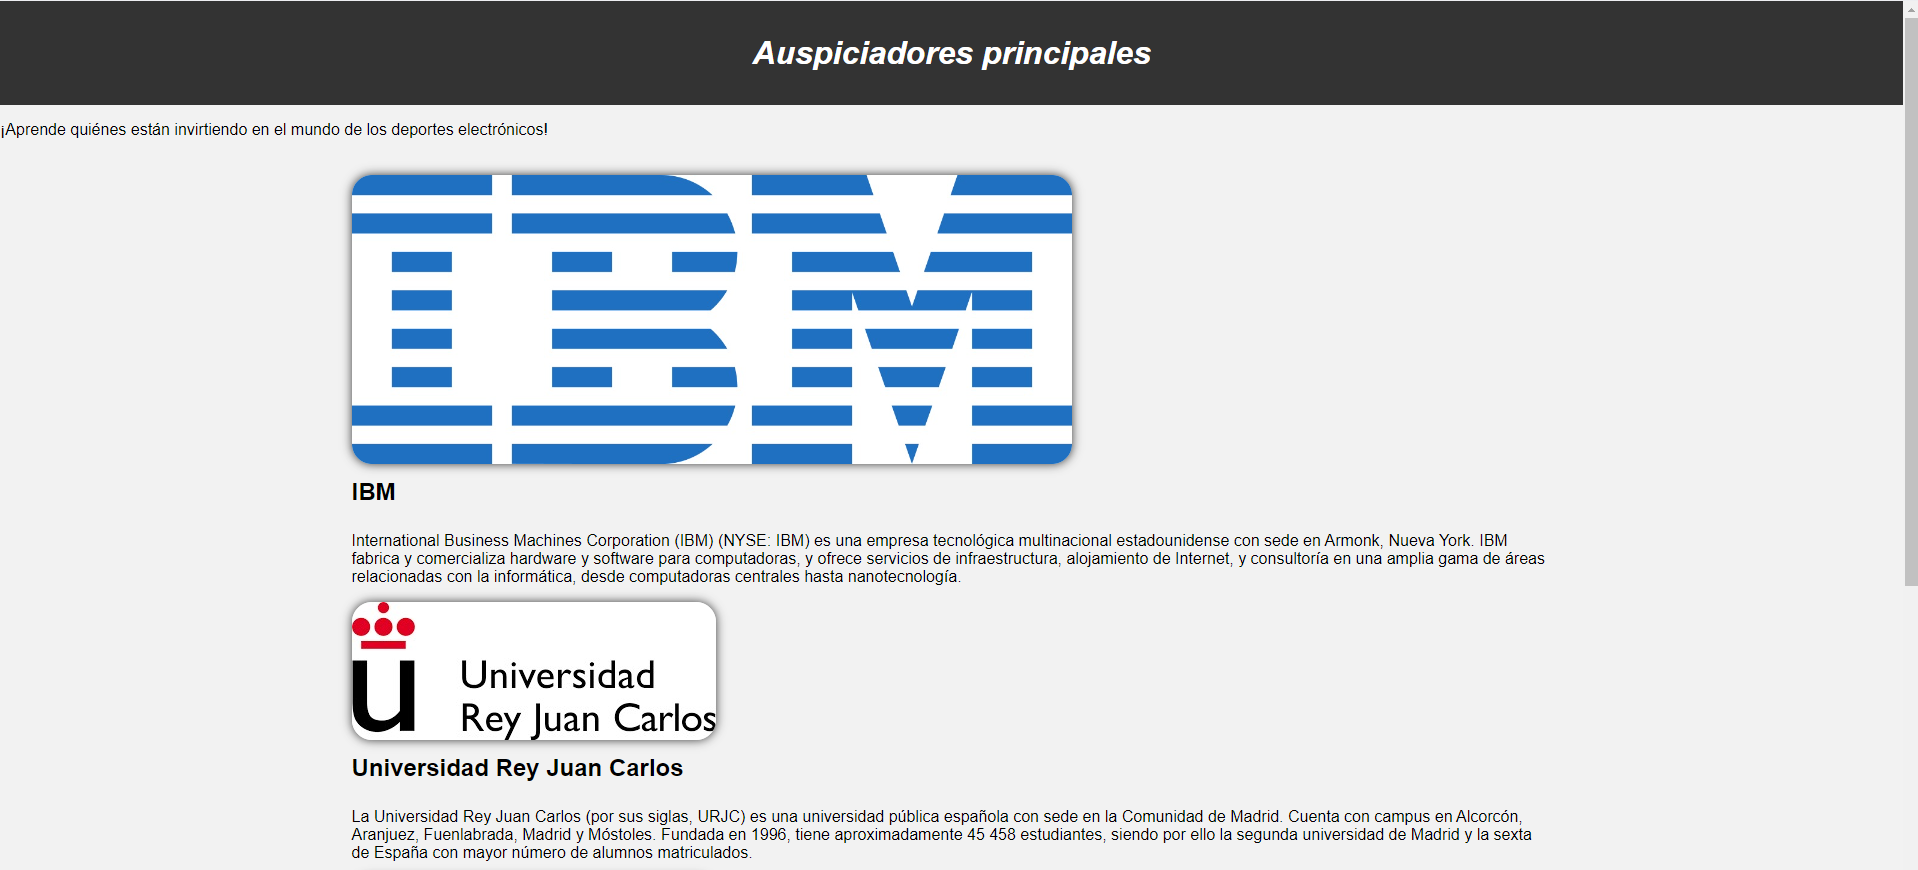 Auspiciadores principales
¡Aprende quiénes están invirtiendo en el mundo de los deportes electrónicos!
IBM
IBM
International Business Machines Corporation (IBM) (NYSE: IBM) es una empresa tecnológica multinacional estadounidense con sede en Armonk, Nueva York. IBM
fabrica y comercializa hardware y software para computadoras, y ofrece servicios de infraestructura, alojamiento de Internet, y consultoría en una amplia gama de áreas
relacionadas con la informática, desde computadoras centrales hasta nanotecnología.
u
Universidad
Rey Juan Carlos
Universidad Rey Juan Carlos
La Universidad Rey Juan Carlos (por sus siglas, URJC) es una universidad pública española con sede en la Comunidad de Madrid. Cuenta con campus en Alcorcón,
Aranjuez, Fuenlabrada, Madrid y Móstoles. Fundada en 1996, tiene aproximadamente 45 458 estudiantes, siendo por ello la segunda universidad de Madrid y la sexta
de España con mayor número de alumnos matriculados.